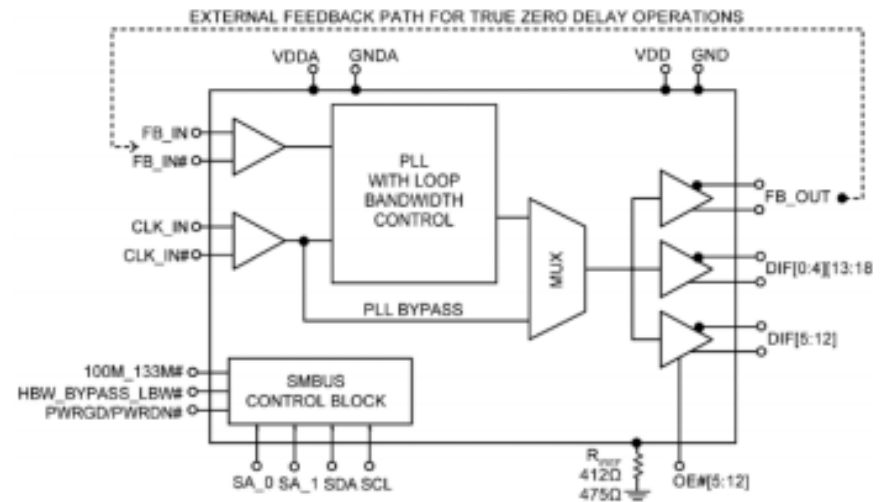 EXTERNAL FEEDBACK PATH FOR TRUE ZERO DELAY OPERATIONS
VDDA
GNDA
VDD
GND
FB_IN
FB_IN#
PLL
WITH LOOP
BANDWIDTH
CONTROL
FB_OUT
CLK_IN
CLK_IN#
MUX
DIF[0:4][13:18
PLL BYPASS
DIF[5:12]
100M_133M#
HBW_BYPASS_LBW#
PWRGD/PWRDN#
SMBUS
CONTROL BLOCK
SA_0
SA_1
SDA
SCL
RIREF
412Ω
475Ω
OE#[5:12]